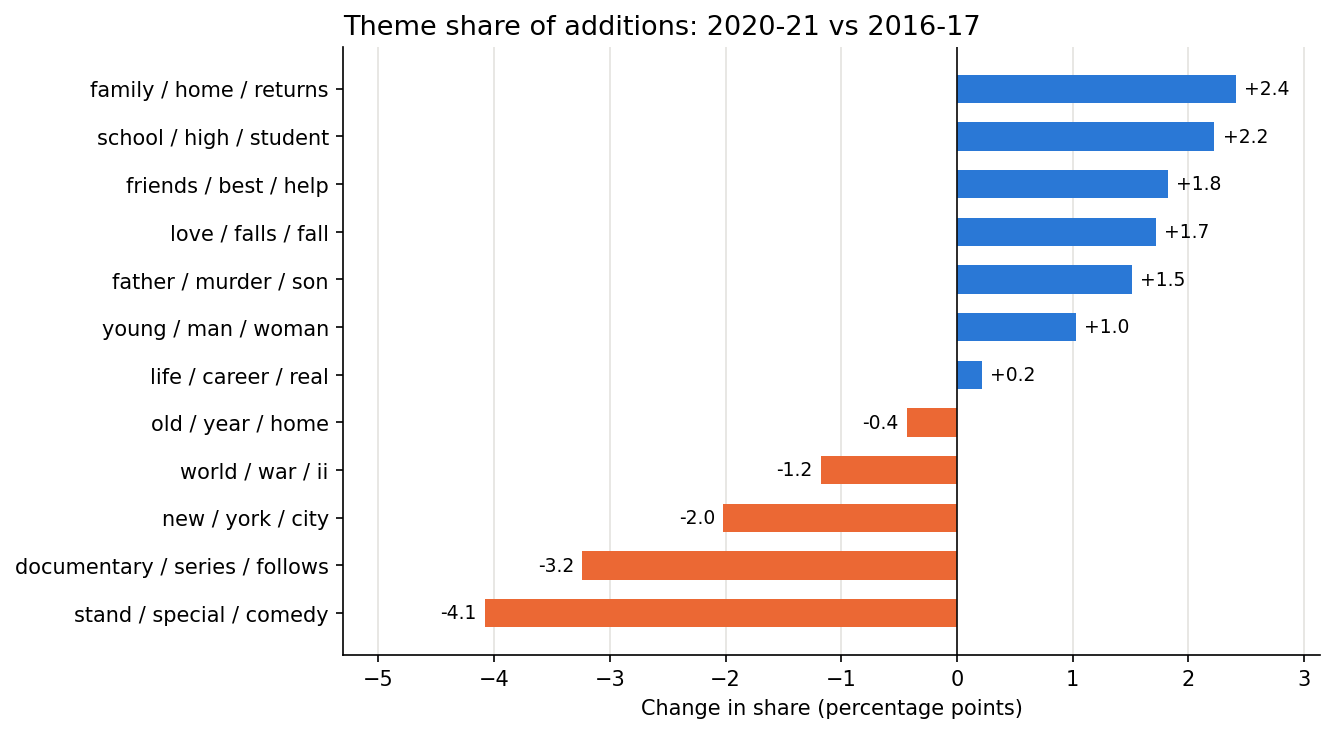 Theme share of additions: 2020-21 vs 2016-17
family / home / returns +2.4
school / high / student +2.2
friends / best / help +1.8
love / falls / fall +1.7
father / murder / son +1.5
young / man / woman +1.0
life / career / real +0.2
old / year / home -0.4
world / war / ii -1.2
new / york / city -2.0
documentary / series / follows -3.2
stand / special / comedy -4.1
−5 −4 −3 −2 −1 0 1 2 3
Change in share (percentage points)